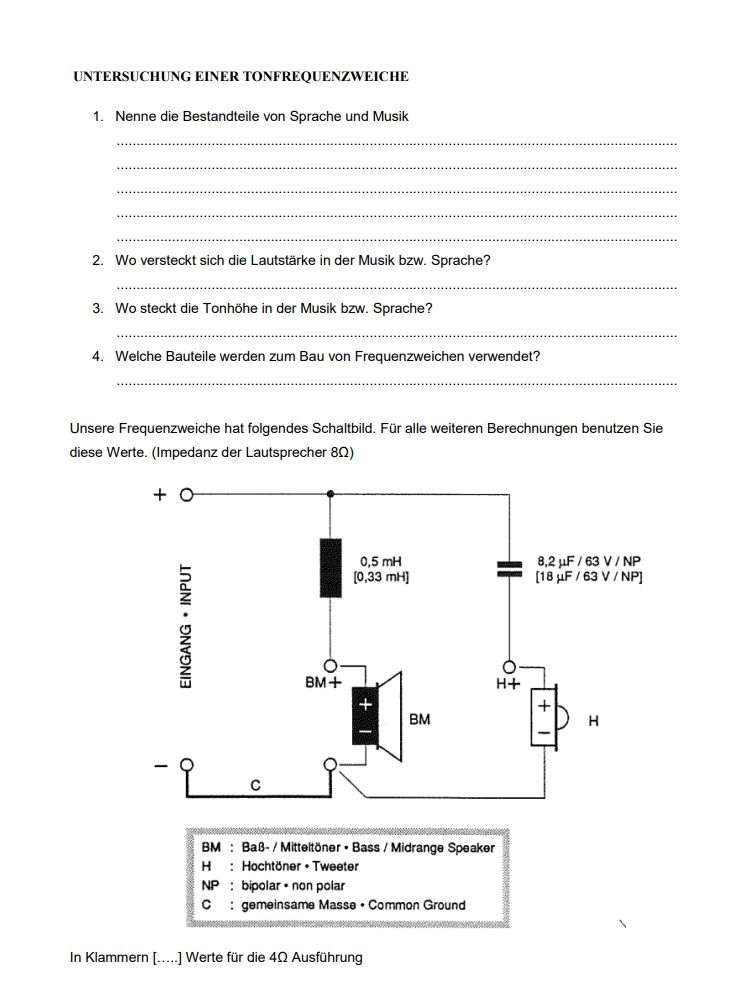 UNTERSUCHUNG EINER TONFREQUENZWEICHE
1. Nenne die Bestandteile von Sprache und Musik
2. Wo versteckt sich die Lautstärke in der Musik bzw. Sprache?
3. Wo steckt die Tonhöhe in der Musik bzw. Sprache?
4. Welche Bauteile werden zum Bau von Frequenzweichen verwendet?
Unsere Frequenzweiche hat folgendes Schaltbild. Für alle weiteren Berechnungen benutzen Sie
diese Werte. (Impedanz der Lautsprecher 8Ω)
+
EINGANG • INPUT
0,5 mH
[0,33 mH]
8,2 µF / 63 V / NP
[18 µF / 63 V / NP]
BM+
H+
+
−
BM
+
−
H
−
C
BM : Baß- / Mitteltöner • Bass / Midrange Speaker
H : Hochtöner • Tweeter
NP : bipolar • non polar
C : gemeinsame Masse • Common Ground
In Klammern [.....] Werte für die 4Ω Ausführung